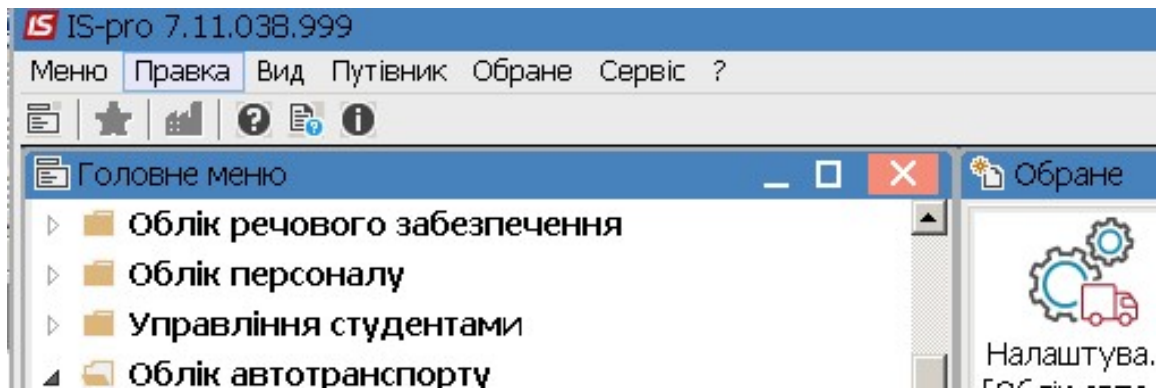 IS IS-pro 7.11.038.999
Меню Правка Вид Путівник Обране Сервіс ?
Головне меню
Облік речового забезпечення
Облік персоналу
Управління студентами
Облік автотранспорту
Обране
Налаштува.